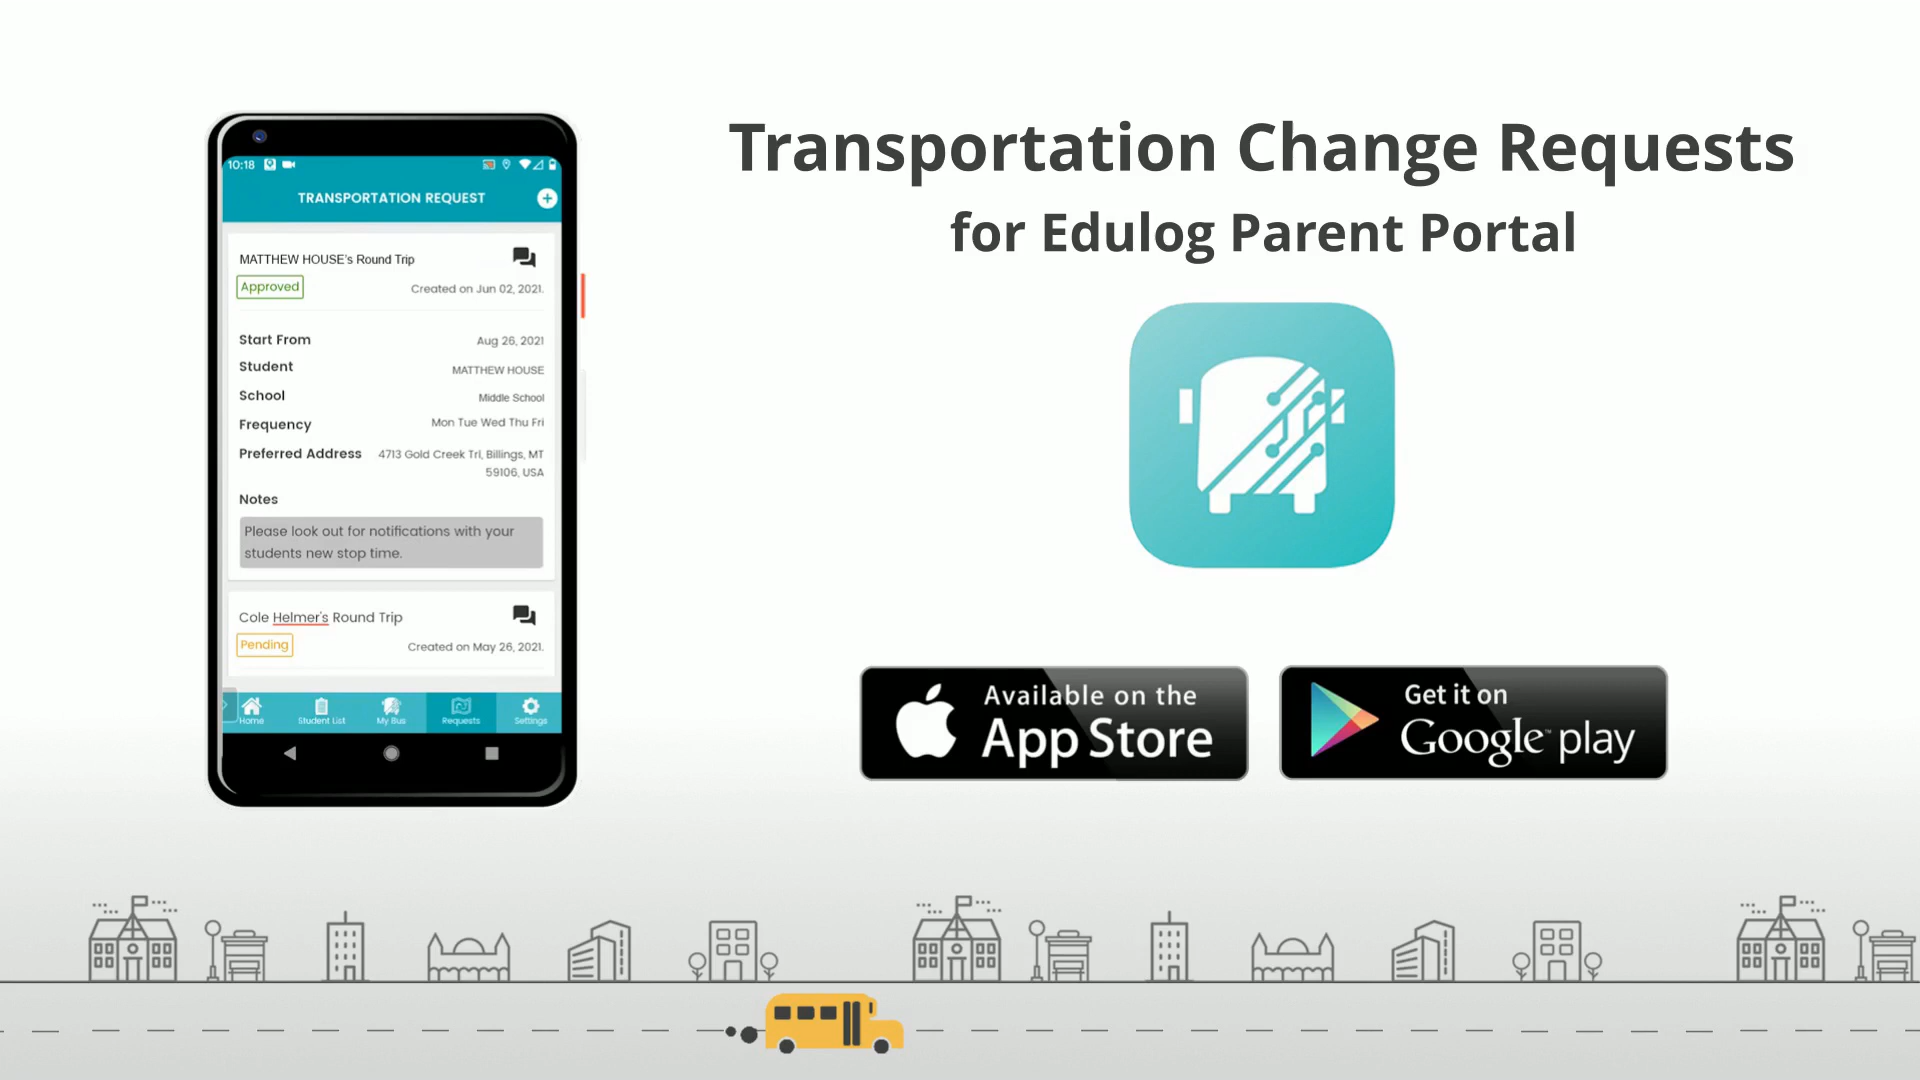 Transportation Change Requests
for Edulog Parent Portal
10:18
TRANSPORTATION REQUEST
MATTHEW HOUSE's Round Trip
Approved
Created on Jun 02, 2021.
Start From
Aug 26, 2021
Student
MATTHEW HOUSE
School
Middle School
Frequency
Mon Tue Wed Thu Fri
Preferred Address
4713 Gold Creek Trl, Billings, MT
59106, USA
Notes
Please look out for notifications with your
students new stop time.
Cole Helmer's Round Trip
Pending
Created on May 26, 2021.
Home
Student List
My Bus
Requests
Settings
Available on the
App Store
Get it on
Google play